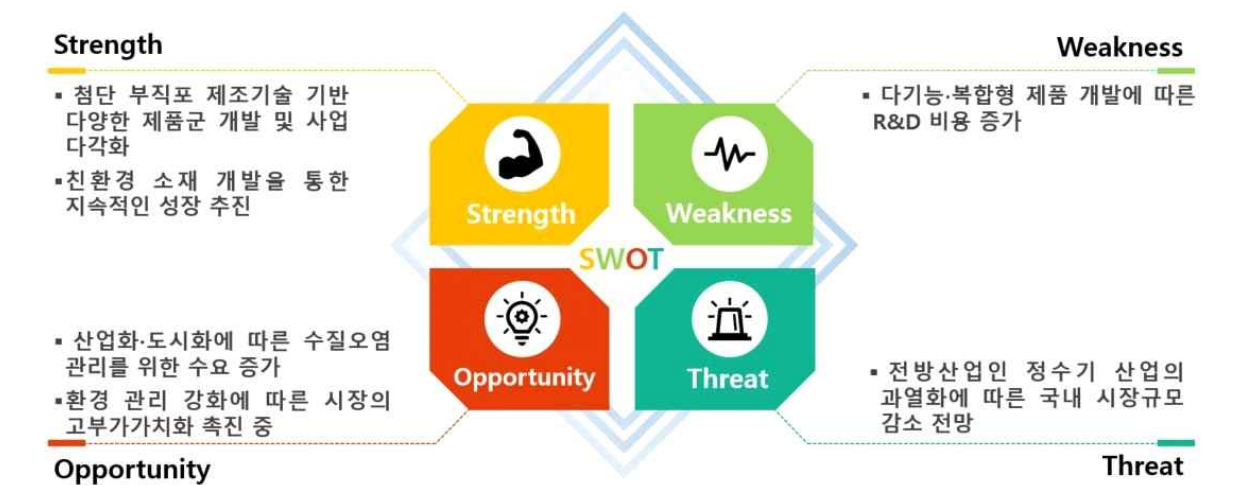 Strength
▪ 첨단 부직포 제조기술 기반
다양한 제품군 개발 및 사업
다각화
▪친환경 소재 개발을 통한
지속적인 성장 추진
Weakness
▪ 다기능·복합형 제품 개발에 따른
R&D 비용 증가
Strength
Weakness
SWOT
Opportunity
Threat
▪ 산업화·도시화에 따른 수질오염
관리를 위한 수요 증가
▪환경 관리 강화에 따른 시장의
고부가가치화 촉진 중
Opportunity
▪ 전방산업인 정수기 산업의
과열화에 따른 국내 시장규모
감소 전망
Threat